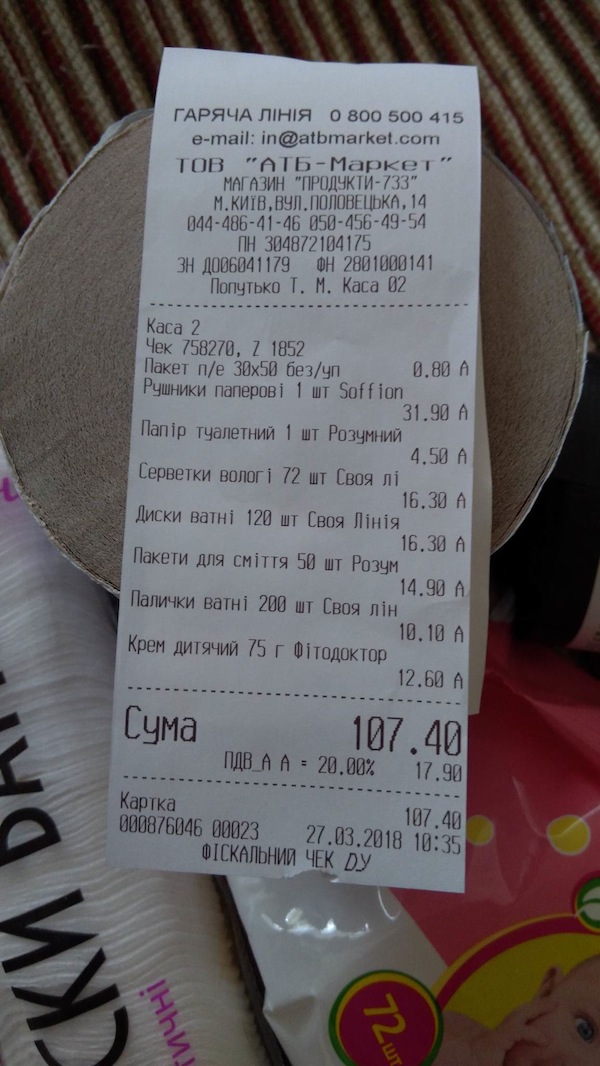 ГАРЯЧА ЛІНІЯ 0 800 500 415
e-mail: in@atbmarket.com
ТОВ "АТБ-Маркет"
МАГАЗИН "ПРОДУКТИ-733"
М.КИЇВ,ВУЛ.ПОЛОВЕЦЬКА,14
044-486-41-46 050-456-49-54
ПН 304872104175
ЗН ДО06041179 ФН 2801000141
Попутько Т. М. Каса 02
Каса 2
Чек 758270, Z 1852
Пакет п/е 30х50 без/уп 0.80 А
Рушники паперові 1 шт Soffion
31.90 А
Папір туалетний 1 шт Розумний
4.50 А
Серветки вологі 72 шт Своя лі
16.30 А
Диски ватні 120 шт Своя Лінія
16.30 А
Пакети для сміття 50 шт Розум
14.90 А
Палички ватні 200 шт Своя лін
10.10 А
Крем дитячий 75 г Фітодоктор
12.60 А
Сума 107.40
ПДВ_А А = 20.00% 17.90
Картка 107.40
000876046 00023 27.03.2018 10:35
ФІСКАЛЬНИЙ ЧЕК
72 шт